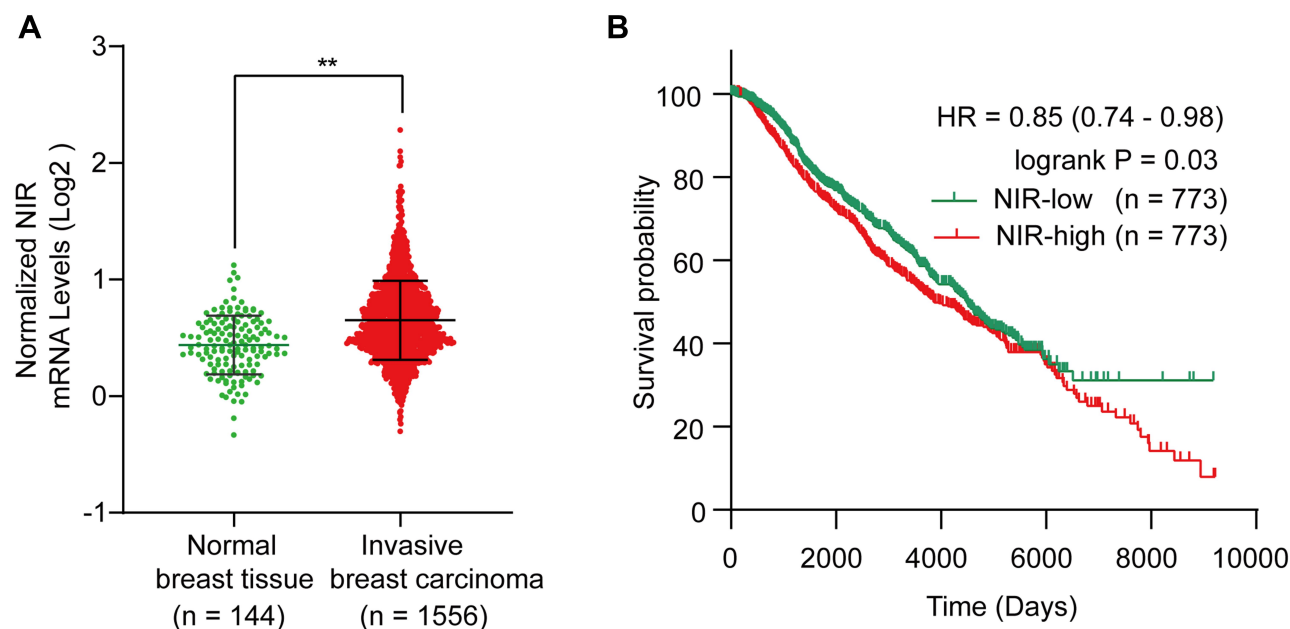 A
Normalized NIR
mRNA Levels (Log2 )
3
2
1
0
-1
**
Normal
breast tissue
(n = 144)
Invasive
breast carcinoma
(n = 1556)
B
Survival probability
100
80
60
40
20
0
HR = 0.85 (0.74 - 0.98)
logrank P = 0.03
NIR-low (n = 773)
NIR-high (n = 773)
0 2000 4000 6000 8000 10000
Time (Days)